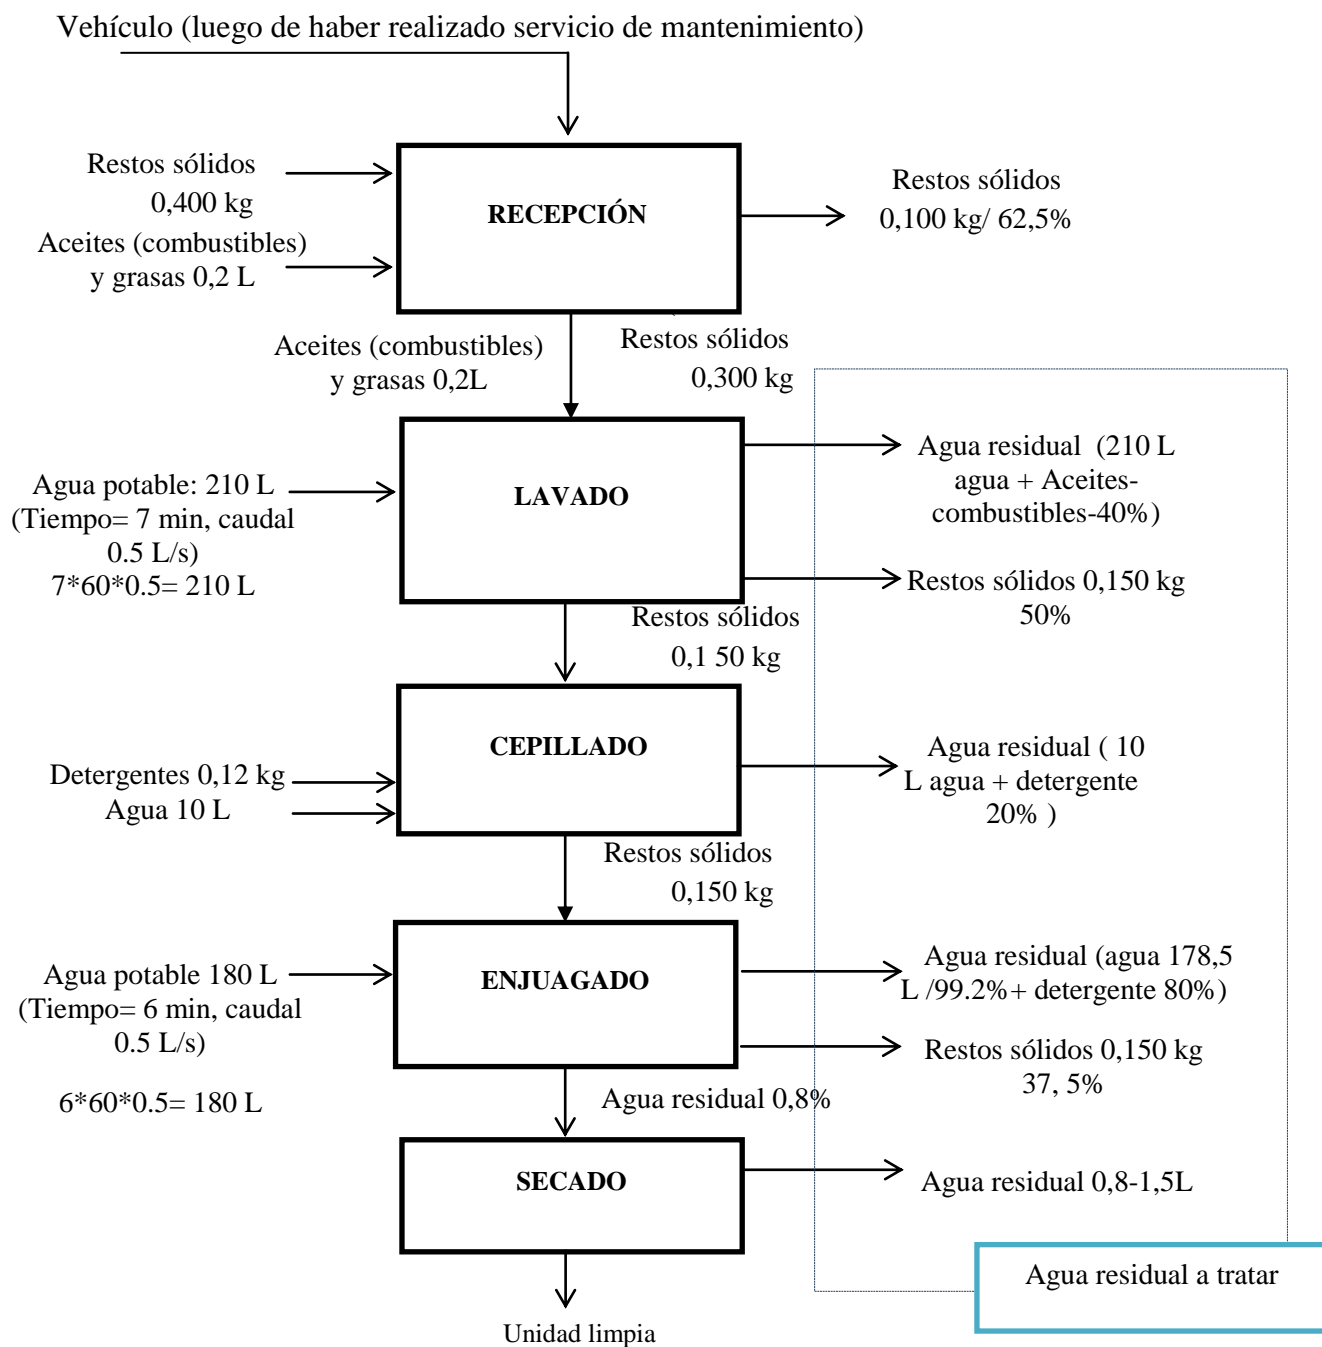 Vehículo (luego de haber realizado servicio de mantenimiento)
Restos sólidos
0,400 kg
Aceites (combustibles)
y grasas 0,2 L
RECEPCIÓN
Restos sólidos
0,100 kg/ 62,5%
Aceites (combustibles)
y grasas 0,2L
Restos sólidos
0,300 kg
Agua potable: 210 L
(Tiempo= 7 min, caudal
0.5 L/s)
7*60*0.5= 210 L
LAVADO
Agua residual (210 L
agua + Aceites-
combustibles-40%)
Restos sólidos 0,150 kg
50%
Restos sólidos
0,1 50 kg
Detergentes 0,12 kg
Agua 10 L
CEPILLADO
Agua residual ( 10
L agua + detergente
20% )
Restos sólidos
0,150 kg
Agua potable 180 L
(Tiempo= 6 min, caudal
0.5 L/s)
6*60*0.5= 180 L
ENJUAGADO
Agua residual (agua 178,5
L /99.2%+ detergente 80%)
Restos sólidos 0,150 kg
37, 5%
Agua residual 0,8%
SECADO
Agua residual 0,8-1,5L
Agua residual a tratar
Unidad limpia